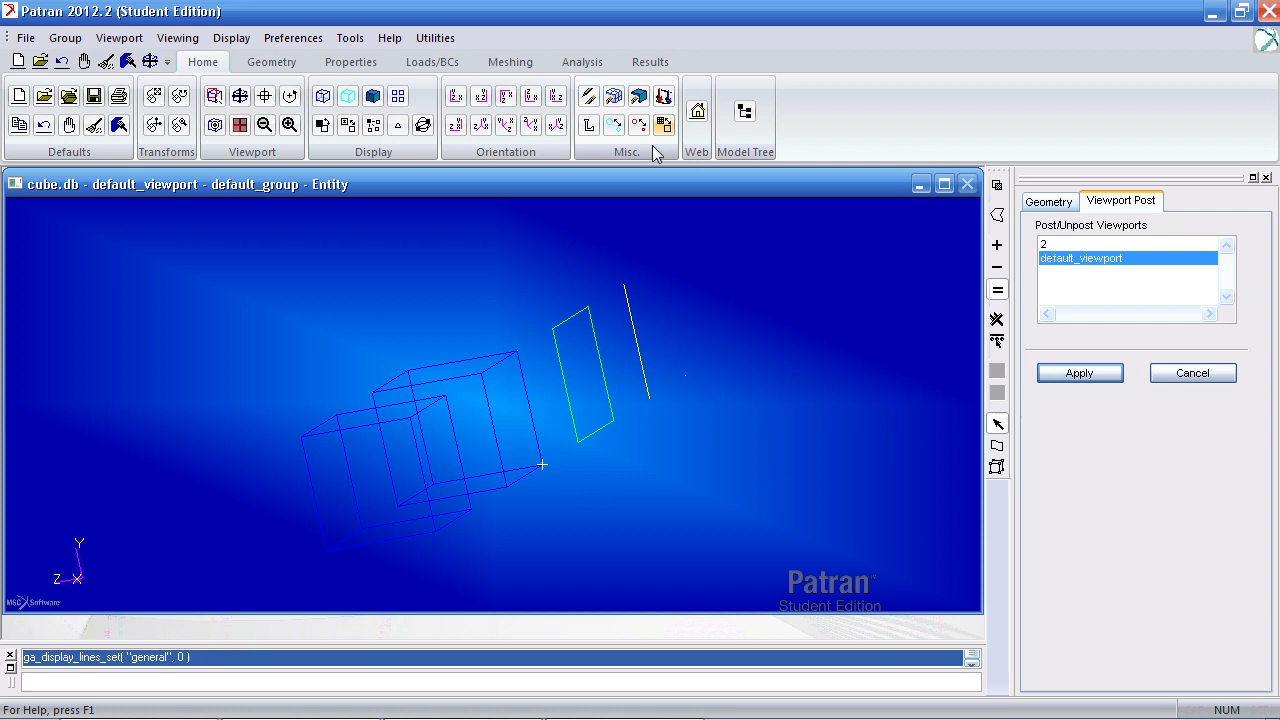 Patran 2012.2 (Student Edition)
File Group Viewport Viewing Display Preferences Tools Help Utilities
Home Geometry Properties Loads/BCs Meshing Analysis Results
Defaults Transforms Viewport Display Orientation Misc. Web Model Tree
cube.db - default_viewport - default_group - Entity
Geometry Viewport Post
Post/Unpost Viewports
2
default_viewport
Apply Cancel
Y
Z X
MSC Software
Patran
Student Edition
ga_display_lines_set( "general", 0 )
For Help, press F1
NUM